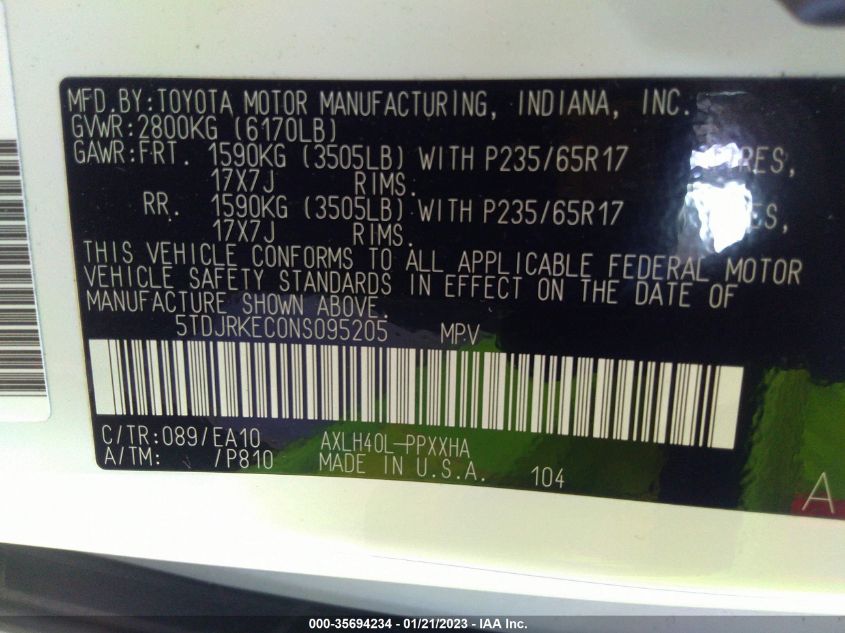 MFD.BY:TOYOTA MOTOR MANUFACTURING, INDIANA, INC.
GVWR:2800KG (6170LB)
GAWR:FRT. 1590KG (3505LB) WITH P235/65R17 TIRES,
17X7J RIMS.
RR. 1590KG (3505LB) WITH P235/65R17
17X7J RIMS.
THIS VEHICLE CONFORMS TO ALL APPLICABLE FEDERAL MOTOR
VEHICLE SAFETY STANDARDS IN EFFECT ON THE DATE OF
MANUFACTURE SHOWN ABOVE.
5TDJRKEC0NS095205 MPV
C/TR:089/EA10 AXLH40L-PPXXHA
A/TM: /P810 MADE IN U.S.A. 104
A
000-35694234 - 01/21/2023 - IAA Inc.